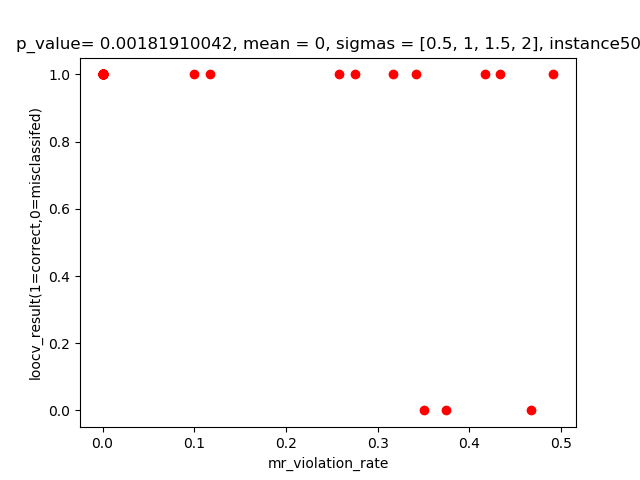 p_value= 0.00181910042, mean = 0, sigmas = [0.5, 1, 1.5, 2], instance50
1.0
0.8
0.6
0.4
0.2
0.0
loocv_result(1=correct,0=misclassifed)
0.0 0.1 0.2 0.3 0.4 0.5
mr_violation_rate